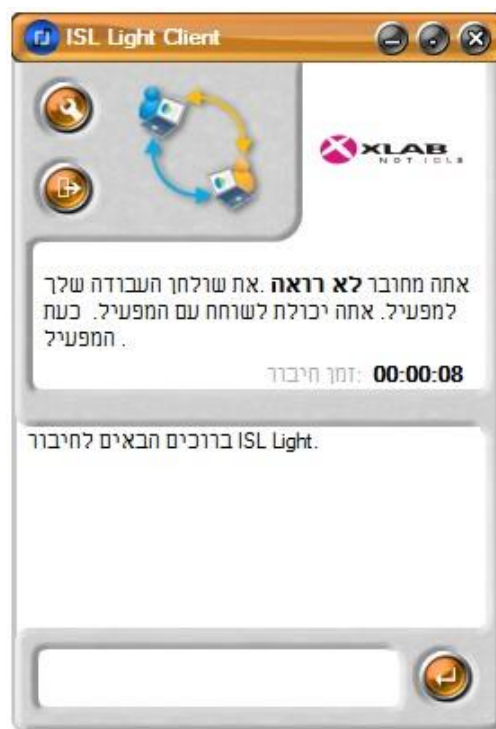 ISL Light Client
XLAB
NOT IDLE
אתה מחובר לא רואה .את שולחן העבודה שלך
למפעיל. אתה יכולת לשוחח עם המפעיל. כעת
המפעיל .
זמן חיבור: 00:00:08
ברוכים הבאים לחיבור ISL Light.